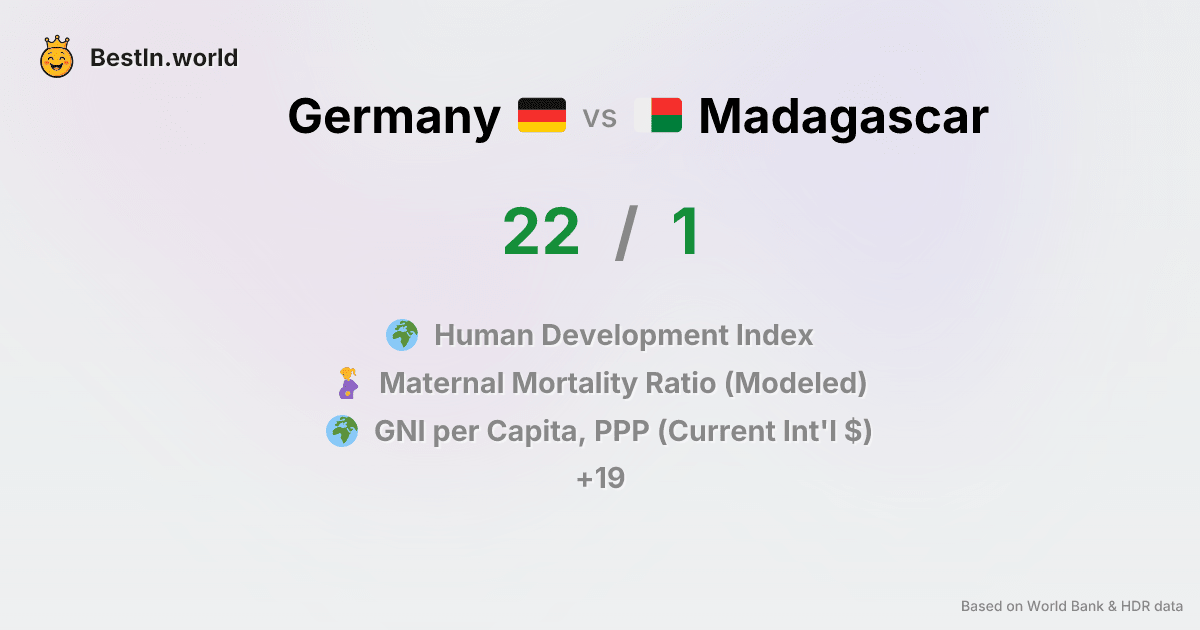 BestIn.world
Germany vs Madagascar
22 / 1
Human Development Index
Maternal Mortality Ratio (Modeled)
GNI per Capita, PPP (Current Int'l $)
+19
Based on World Bank & HDR data